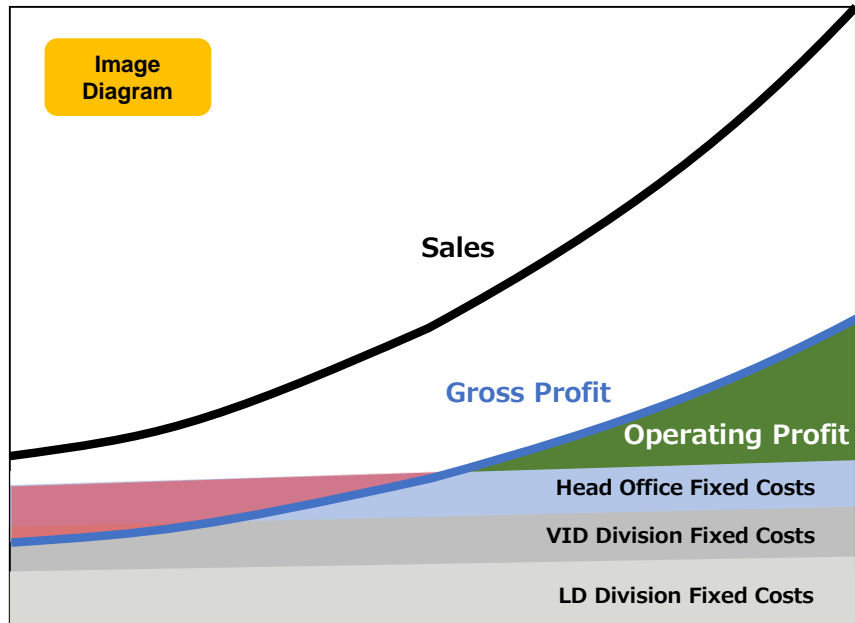 Image
Diagram
Sales
Gross Profit
Operating Profit
Head Office Fixed Costs
VID Division Fixed Costs
LD Division Fixed Costs